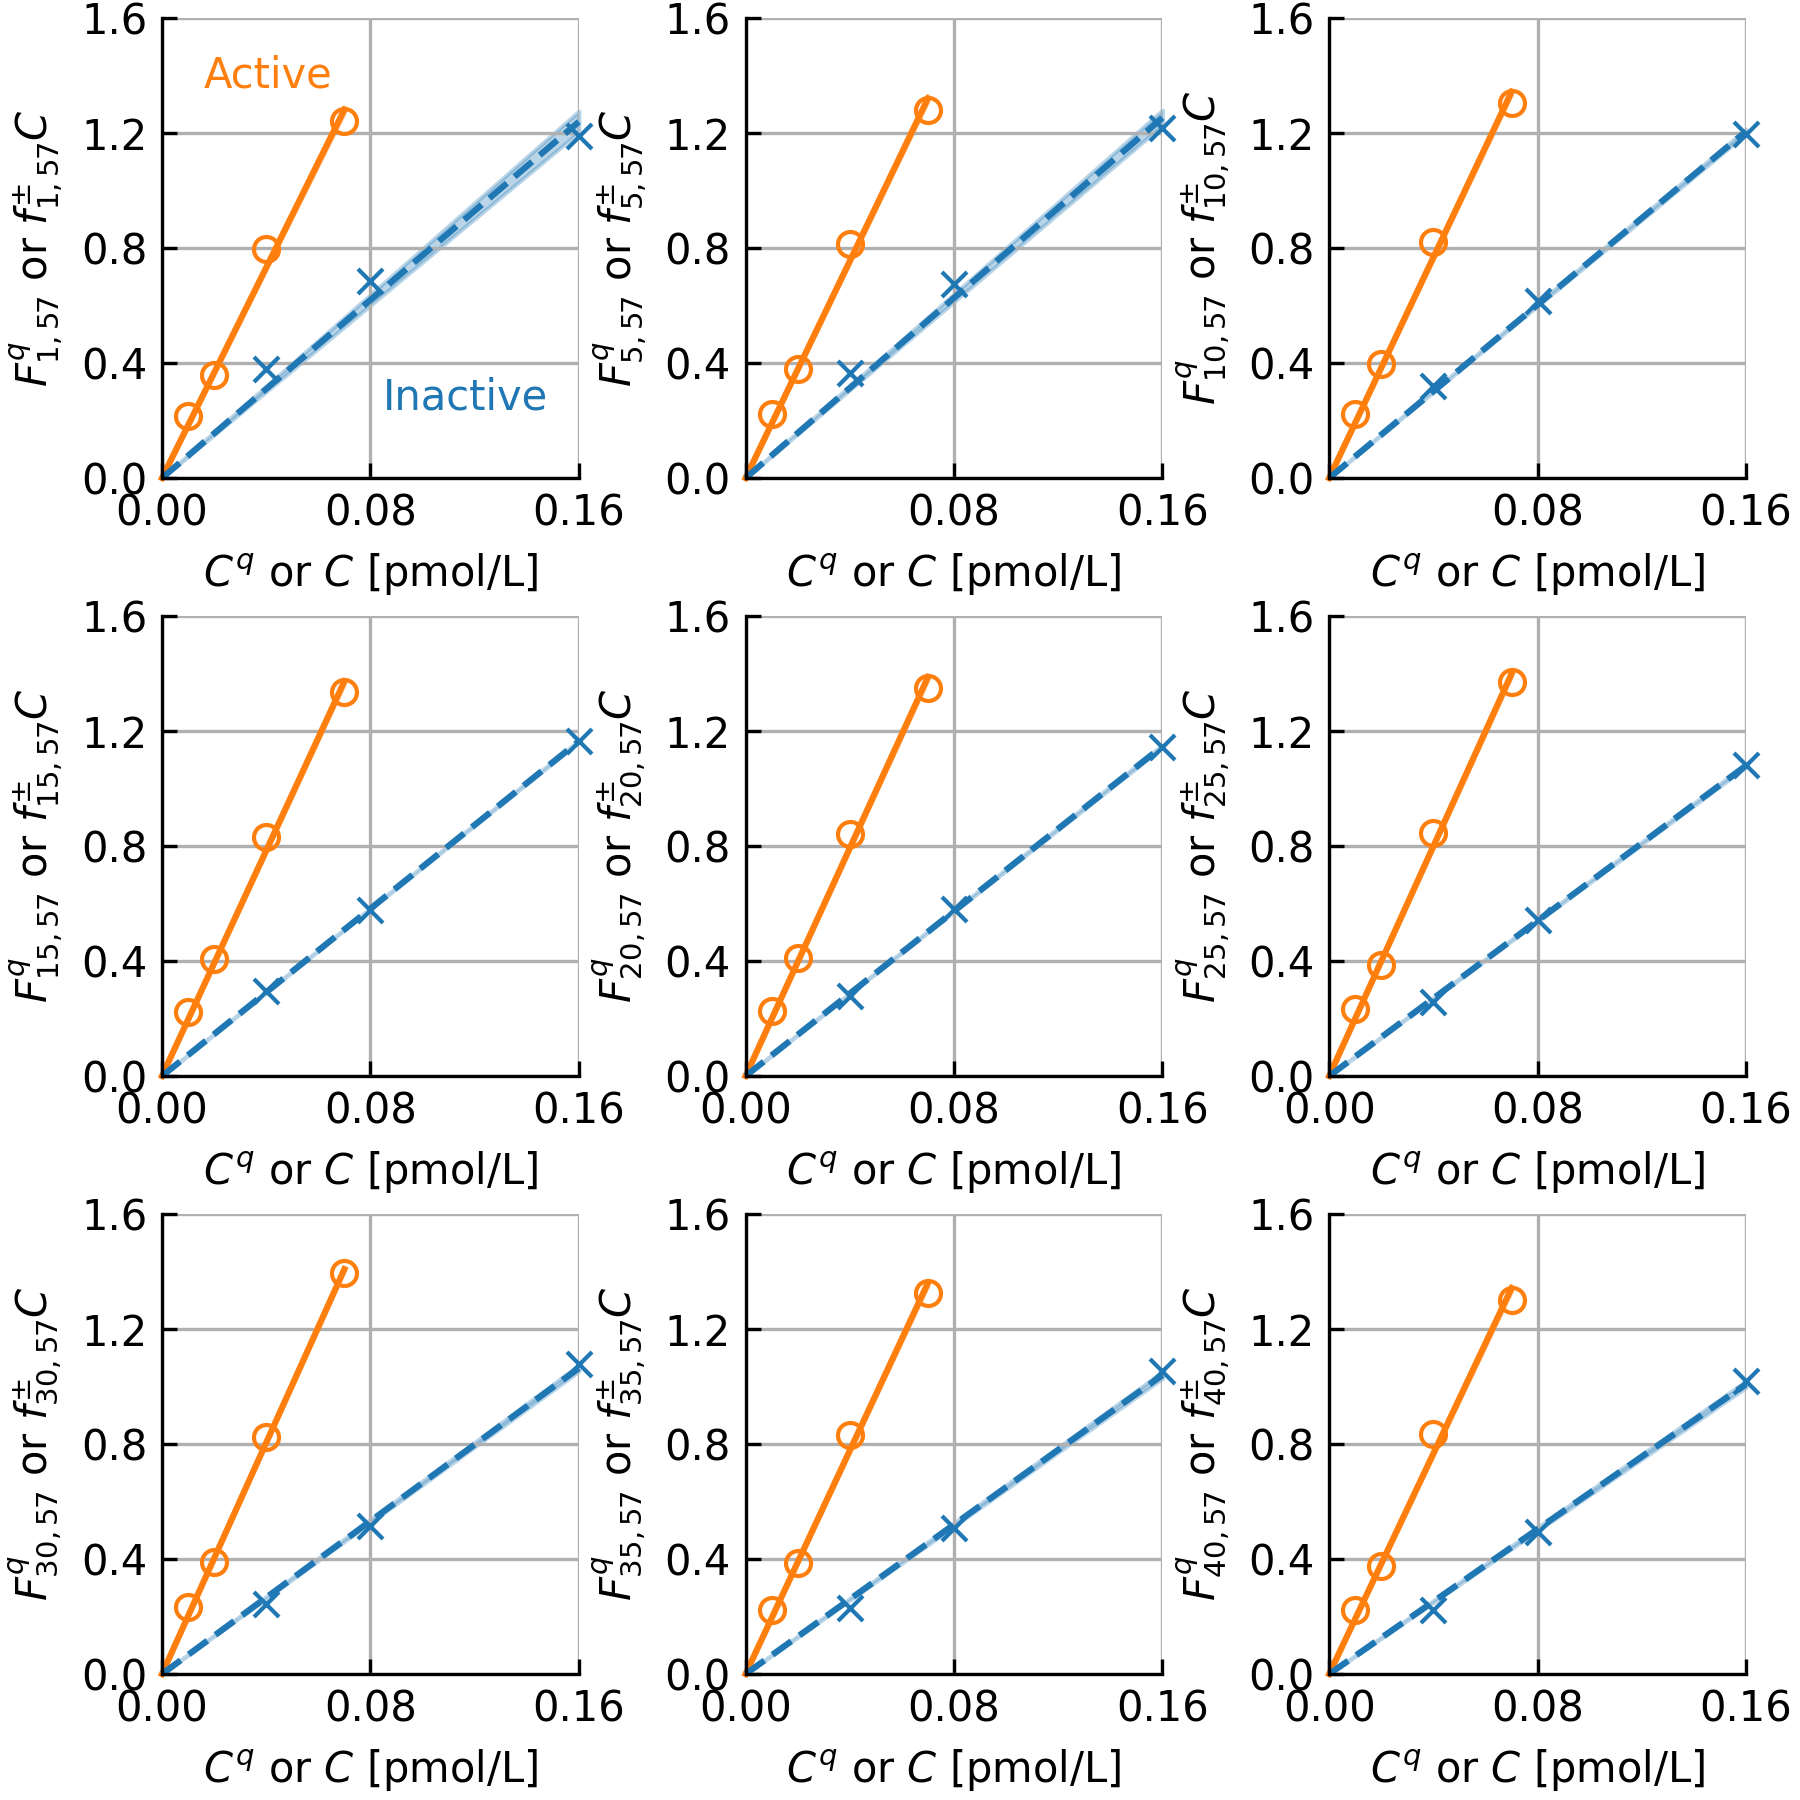 F^q_{1,57} or f^±_{1,57}C
1.6
1.2
0.8
0.4
0.0
Active
Inactive
0.00 0.08 0.16
C^q or C [pmol/L]
F^q_{5,57} or f^±_{5,57}C
1.6
1.2
0.8
0.4
0.0
0.00 0.08 0.16
C^q or C [pmol/L]
F^q_{10,57} or f^±_{10,57}C
1.6
1.2
0.8
0.4
0.0
0.00 0.08 0.16
C^q or C [pmol/L]
F^q_{15,57} or f^±_{15,57}C
1.6
1.2
0.8
0.4
0.0
0.00 0.08 0.16
C^q or C [pmol/L]
F^q_{20,57} or f^±_{20,57}C
1.6
1.2
0.8
0.4
0.0
0.00 0.08 0.16
C^q or C [pmol/L]
F^q_{25,57} or f^±_{25,57}C
1.6
1.2
0.8
0.4
0.0
0.00 0.08 0.16
C^q or C [pmol/L]
F^q_{30,57} or f^±_{30,57}C
1.6
1.2
0.8
0.4
0.0
0.00 0.08 0.16
C^q or C [pmol/L]
F^q_{35,57} or f^±_{35,57}C
1.6
1.2
0.8
0.4
0.0
0.00 0.08 0.16
C^q or C [pmol/L]
F^q_{40,57} or f^±_{40,57}C
1.6
1.2
0.8
0.4
0.0
0.00 0.08 0.16
C^q or C [pmol/L]